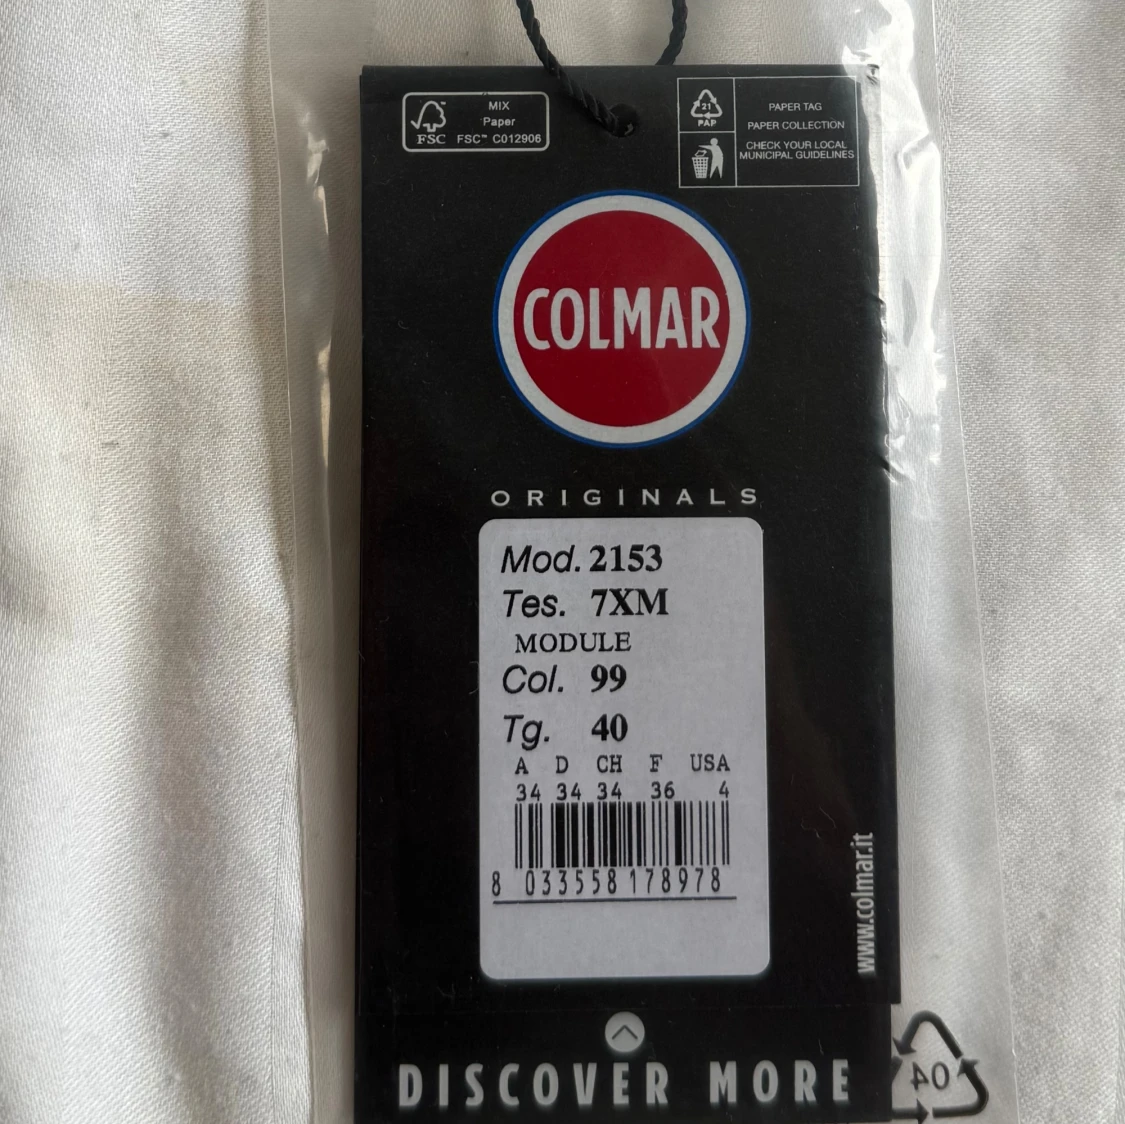 MIX
Paper
FSC™ C012906
FSC
21
PAP
PAPER TAG
PAPER COLLECTION
CHECK YOUR LOCAL
MUNICIPAL GUIDELINES
COLMAR
ORIGINALS
Mod. 2153
Tes. 7XM
MODULE
Col. 99
Tg. 40
A D CH F USA
34 34 34 36 4
8 033558 178978
www.colmar.it
DISCOVER MORE
04